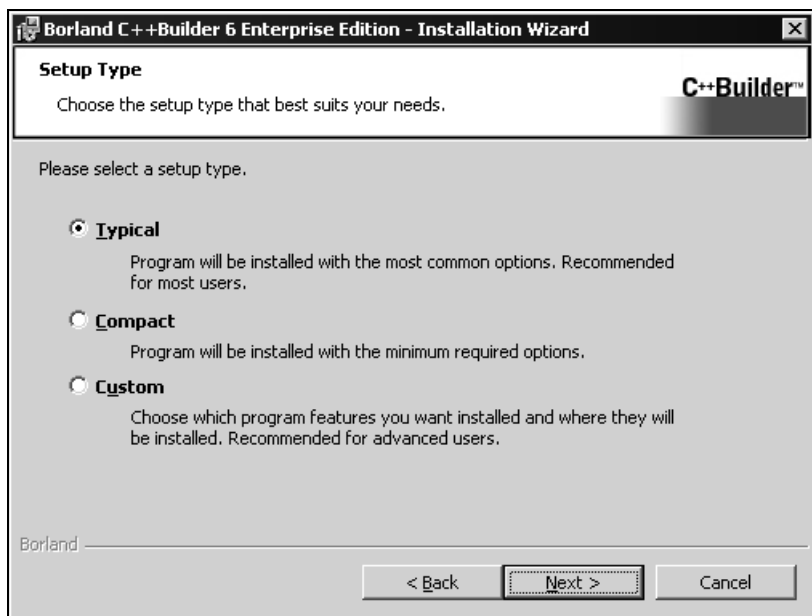 Borland C++Builder 6 Enterprise Edition - Installation Wizard
Setup Type
Choose the setup type that best suits your needs.
C++Builder™
Please select a setup type.
Typical
Program will be installed with the most common options. Recommended
for most users.
Compact
Program will be installed with the minimum required options.
Custom
Choose which program features you want installed and where they will
be installed. Recommended for advanced users.
Borland
< Back
Next >
Cancel